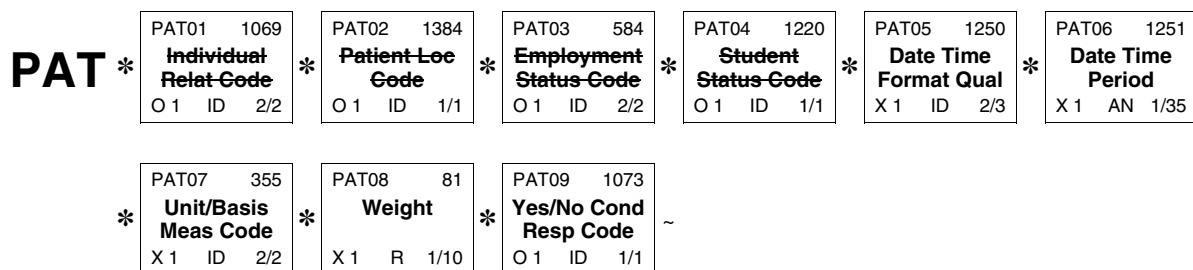 PAT * PAT01 1069 * PAT02 1384 * PAT03 584 * PAT04 1220 * PAT05 1250 * PAT06 1251
Individual Patient Loc Employment Student Date Time Date Time
Relat Code Code Status Code Status Code Format Qual Period
O 1 ID 2/2 O 1 ID 1/1 O 1 ID 2/2 O 1 ID 1/1 X 1 ID 2/3 X 1 AN 1/35
* PAT07 355 * PAT08 81 * PAT09 1073 ~
Unit/Basis Weight Yes/No Cond
Meas Code Resp Code
X 1 ID 2/2 X 1 R 1/10 O 1 ID 1/1